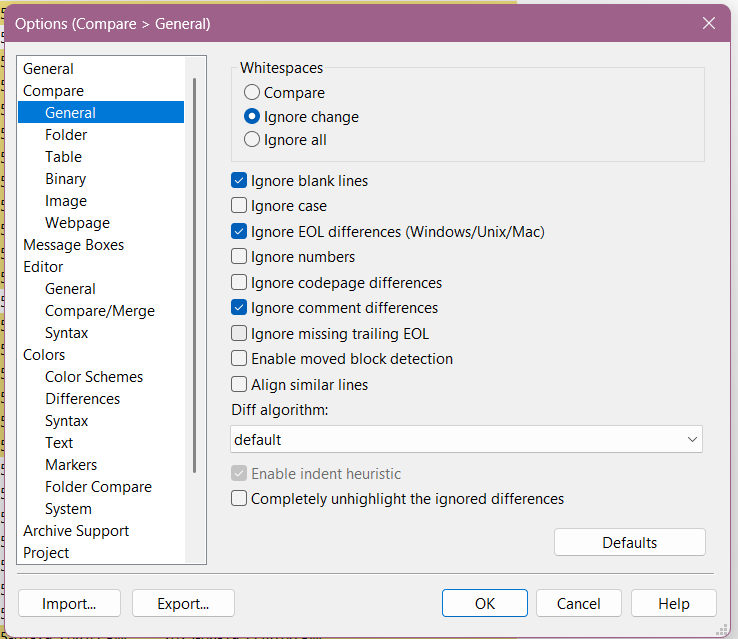 Options (Compare > General)
General
Compare
General
Folder
Table
Binary
Image
Webpage
Message Boxes
Editor
General
Compare/Merge
Syntax
Colors
Color Schemes
Differences
Syntax
Text
Markers
Folder Compare
System
Archive Support
Project
Whitespaces
Compare
Ignore change
Ignore all
Ignore blank lines
Ignore case
Ignore EOL differences (Windows/Unix/Mac)
Ignore numbers
Ignore codepage differences
Ignore comment differences
Ignore missing trailing EOL
Enable moved block detection
Align similar lines
Diff algorithm:
default
Enable indent heuristic
Completely unhighlight the ignored differences
Defaults
Import...
Export...
OK
Cancel
Help